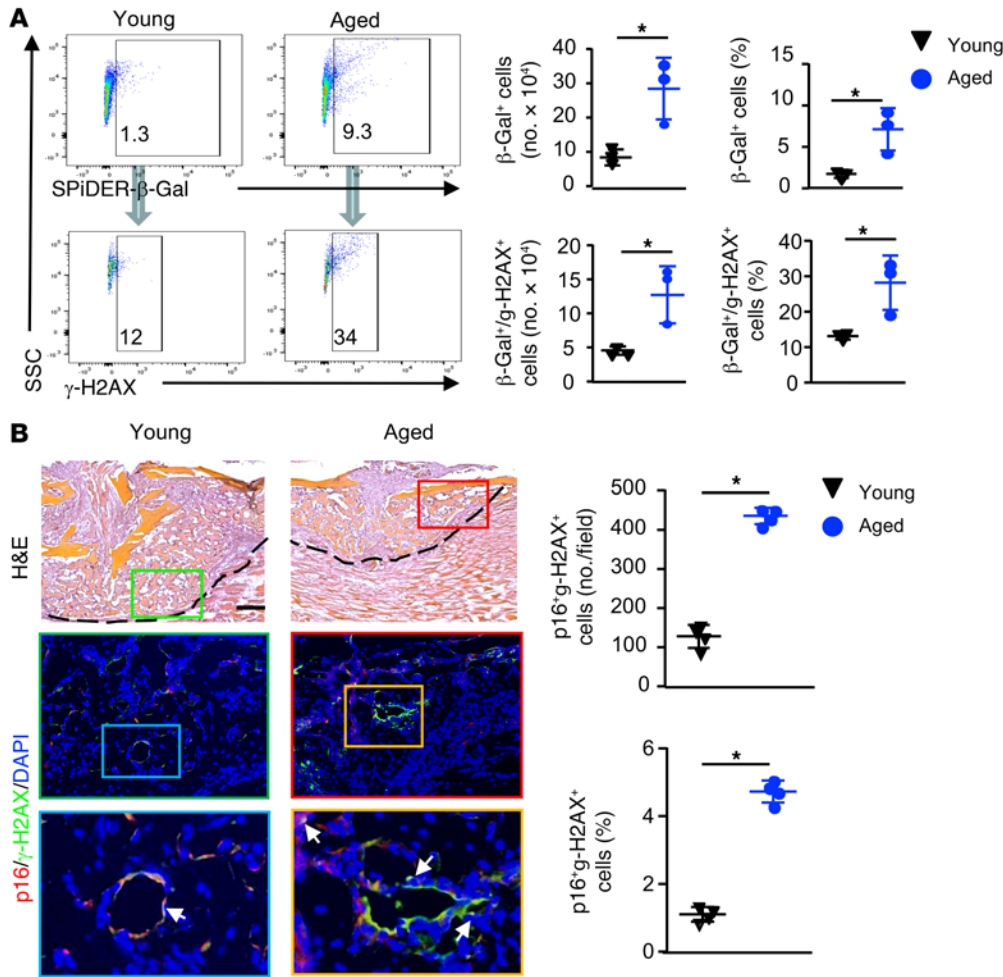 A
Young
Aged
1.3
9.3
SPiDER-β-Gal
12
34
SSC
γ-H2AX
β-Gal⁺ cells
(no. × 10⁴)
40
30
20
10
0
*
β-Gal⁺ cells (%)
15
10
5
0
*
Young
Aged
β-Gal⁺/g-H2AX⁺
cells (no. × 10⁴)
20
15
10
5
0
*
β-Gal⁺/g-H2AX⁺
cells (%)
40
30
20
10
0
*
B
Young
Aged
H&E
p16/γ-H2AX/DAPI
p16⁺g-H2AX⁺
cells (no./field)
500
400
300
200
100
0
*
Young
Aged
p16⁺g-H2AX⁺
cells (%)
6
4
2
0
*